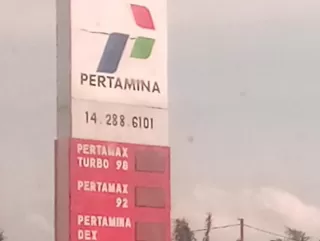 PERTAMINA
14.288.6101
PERTAMAX
TURBO 98
PERTAMAX
92
PERTAMINA
DEX